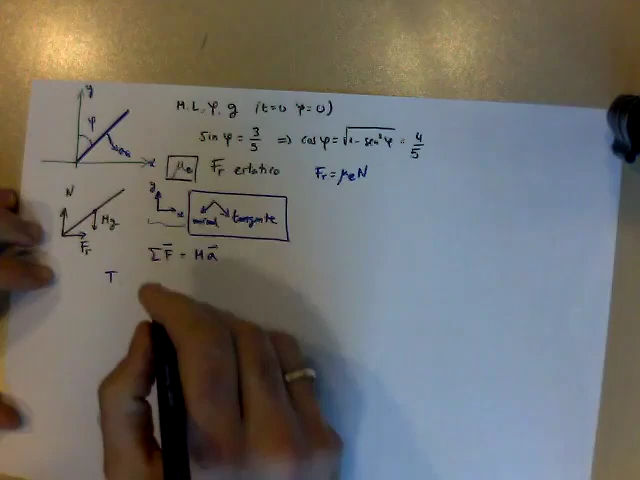 y
φ
x
M, L, φ, g (t=0 φ=0)
sin φ = 3/5 ⇒ cos φ = √1 - sen²φ = 4/5
μe Fr estatico Fr = μeN
N
Mg
Fr
y
x
normal tangente
ΣF⃗ = Ma⃗
T